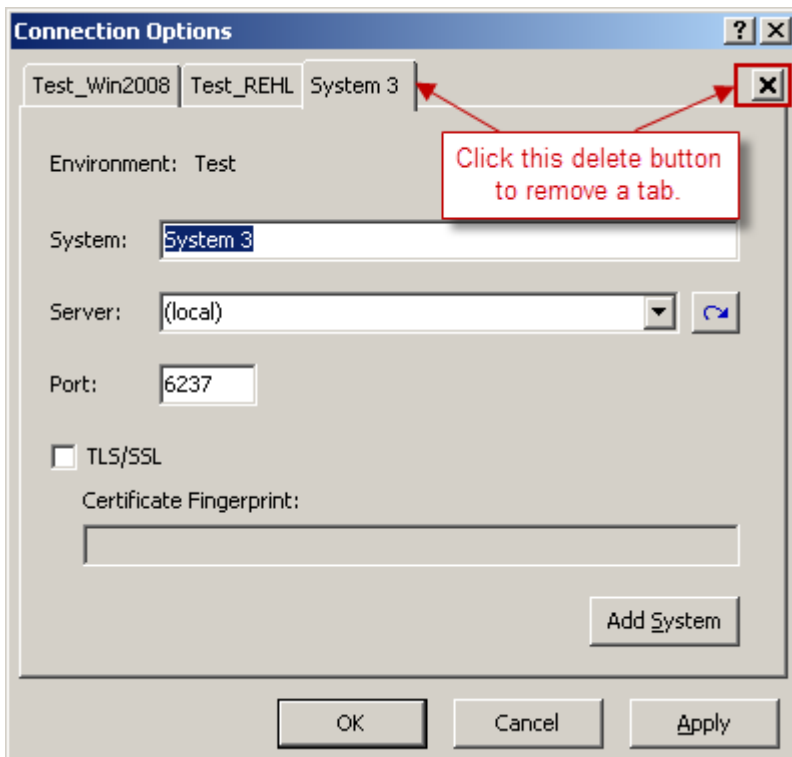 Connection Options
Test_Win2008 Test_REHL System 3
Click this delete button
to remove a tab.
Environment: Test
System: System 3
Server: (local)
Port: 6237
TLS/SSL
Certificate Fingerprint:
Add System
OK Cancel Apply